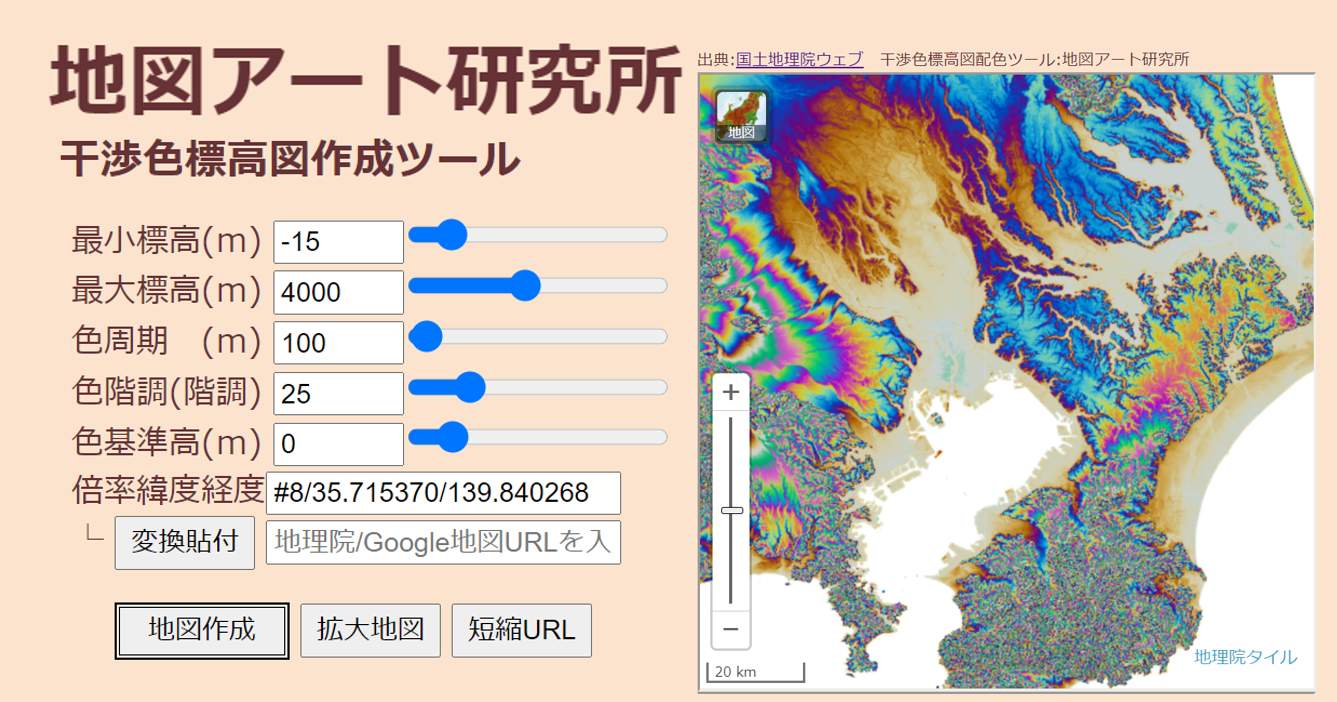 地図アート研究所
干渉色標高図作成ツール
最小標高(m) -15
最大標高(m) 4000
色周期　(m) 100
色階調(階調) 25
色基準高(m) 0
倍率緯度経度 #8/35.715370/139.840268
└ 変換貼付 地理院/Google地図URLを入
地図作成 拡大地図 短縮URL
出典:国土地理院ウェブ　干渉色標高図配色ツール:地図アート研究所
地図
+
−
20 km
地理院タイル